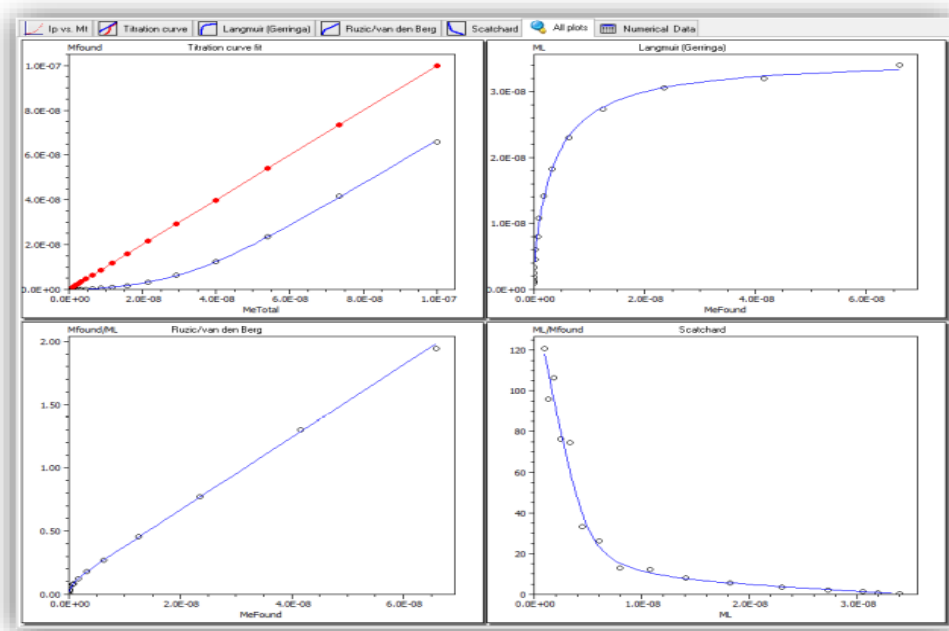 Ip vs. Mt Titration curve Langmuir (Gerringa) Ruzic/van den Berg Scatchard All plots Numerical Data
Mfound Titration curve fit
1.0E-07
8.0E-08
6.0E-08
4.0E-08
2.0E-08
0.0E+00
0.0E+00 2.0E-08 4.0E-08 6.0E-08 8.0E-08 1.0E-07
MeTotal
ML Langmuir (Gerringa)
3.0E-08
2.0E-08
1.0E-08
0.0E+00
0.0E+00 2.0E-08 4.0E-08 6.0E-08
MeFound
Mfound/ML Ruzic/van den Berg
2.00
1.50
1.00
0.50
0.00
0.0E+00 2.0E-08 4.0E-08 6.0E-08
MeFound
ML/Mfound Scatchard
120
100
80
60
40
20
0
0.0E+00 1.0E-08 2.0E-08 3.0E-08
ML